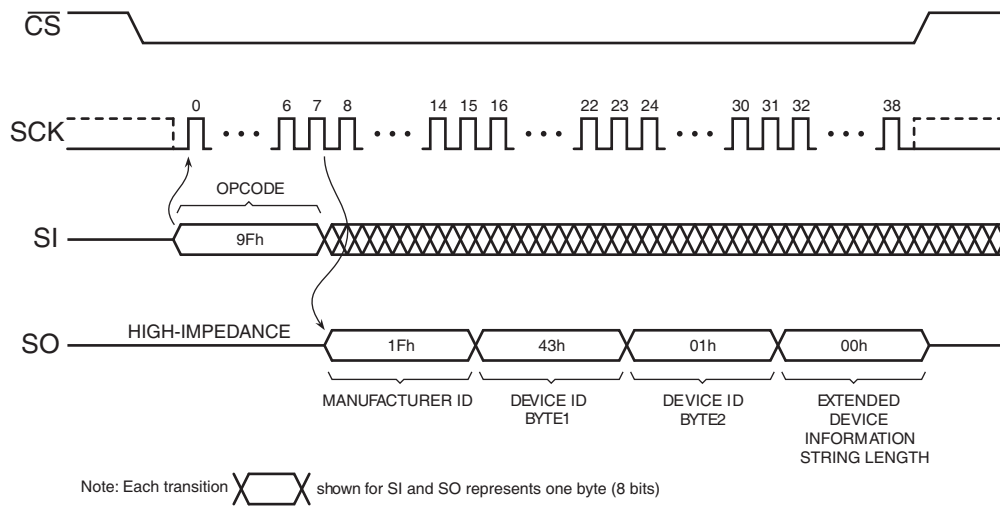 CS
0 6 7 8 14 15 16 22 23 24 30 31 32 38
SCK
OPCODE
SI
9Fh
HIGH-IMPEDANCE
SO
1Fh 43h 01h 00h
MANUFACTURER ID
DEVICE ID
BYTE1
DEVICE ID
BYTE2
EXTENDED
DEVICE
INFORMATION
STRING LENGTH
Note: Each transition shown for SI and SO represents one byte (8 bits)